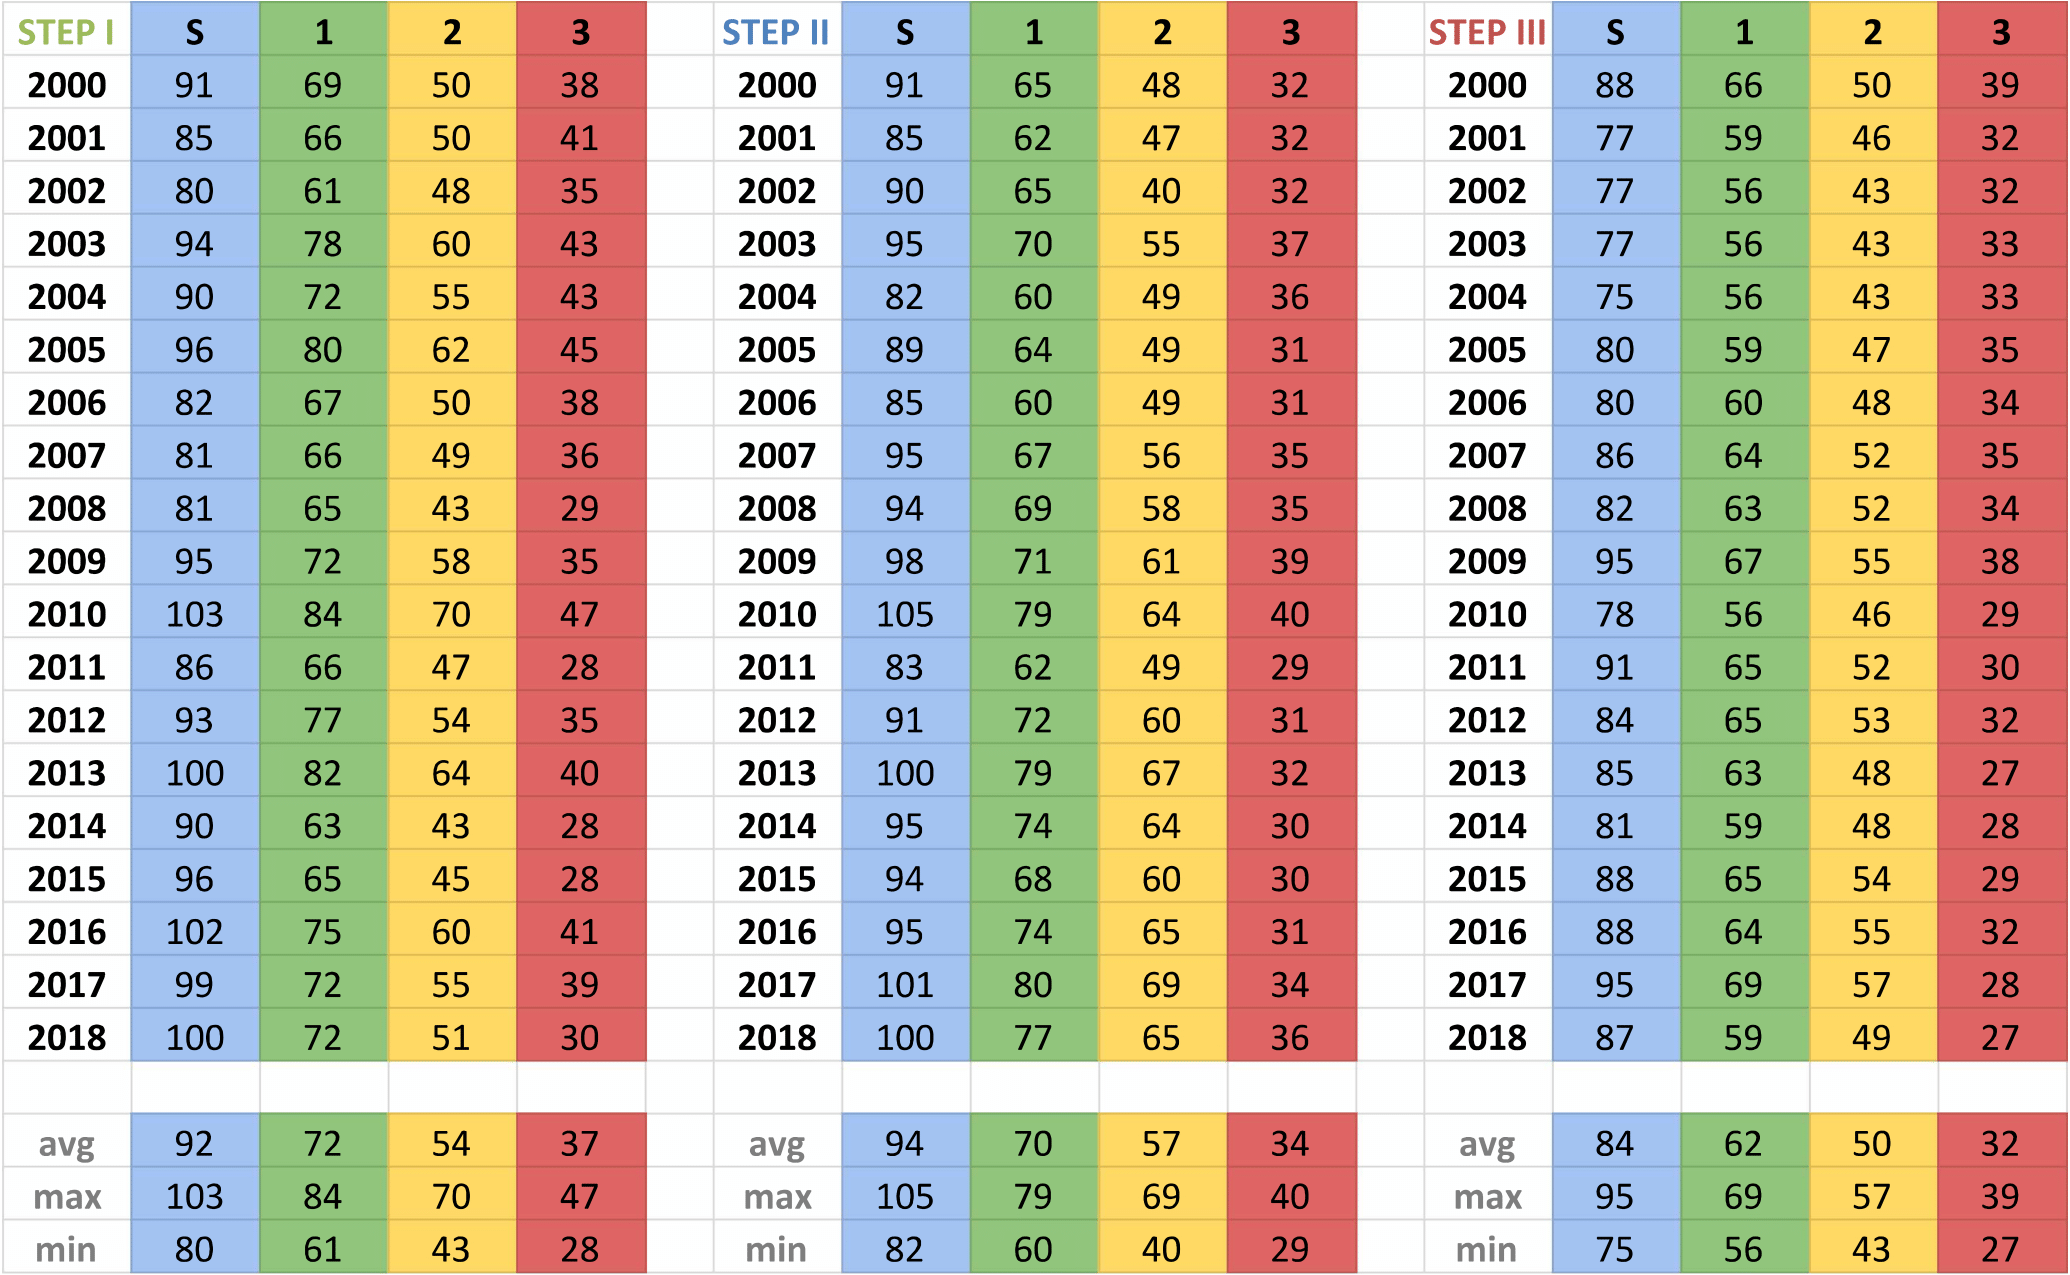 STEP I S 1 2 3 STEP II S 1 2 3 STEP III S 1 2 3
2000 91 69 50 38 2000 91 65 48 32 2000 88 66 50 39
2001 85 66 50 41 2001 85 62 47 32 2001 77 59 46 32
2002 80 61 48 35 2002 90 65 40 32 2002 77 56 43 32
2003 94 78 60 43 2003 95 70 55 37 2003 77 56 43 33
2004 90 72 55 43 2004 82 60 49 36 2004 75 56 43 33
2005 96 80 62 45 2005 89 64 49 31 2005 80 59 47 35
2006 82 67 50 38 2006 85 60 49 31 2006 80 60 48 34
2007 81 66 49 36 2007 95 67 56 35 2007 86 64 52 35
2008 81 65 43 29 2008 94 69 58 35 2008 82 63 52 34
2009 95 72 58 35 2009 98 71 61 39 2009 95 67 55 38
2010 103 84 70 47 2010 105 79 64 40 2010 78 56 46 29
2011 86 66 47 28 2011 83 62 49 29 2011 91 65 52 30
2012 93 77 54 35 2012 91 72 60 31 2012 84 65 53 32
2013 100 82 64 40 2013 100 79 67 32 2013 85 63 48 27
2014 90 63 43 28 2014 95 74 64 30 2014 81 59 48 28
2015 96 65 45 28 2015 94 68 60 30 2015 88 65 54 29
2016 102 75 60 41 2016 95 74 65 31 2016 88 64 55 32
2017 99 72 55 39 2017 101 80 69 34 2017 95 69 57 28
2018 100 72 51 30 2018 100 77 65 36 2018 87 59 49 27
avg 92 72 54 37 avg 94 70 57 34 avg 84 62 50 32
max 103 84 70 47 max 105 79 69 40 max 95 69 57 39
min 80 61 43 28 min 82 60 40 29 min 75 56 43 27